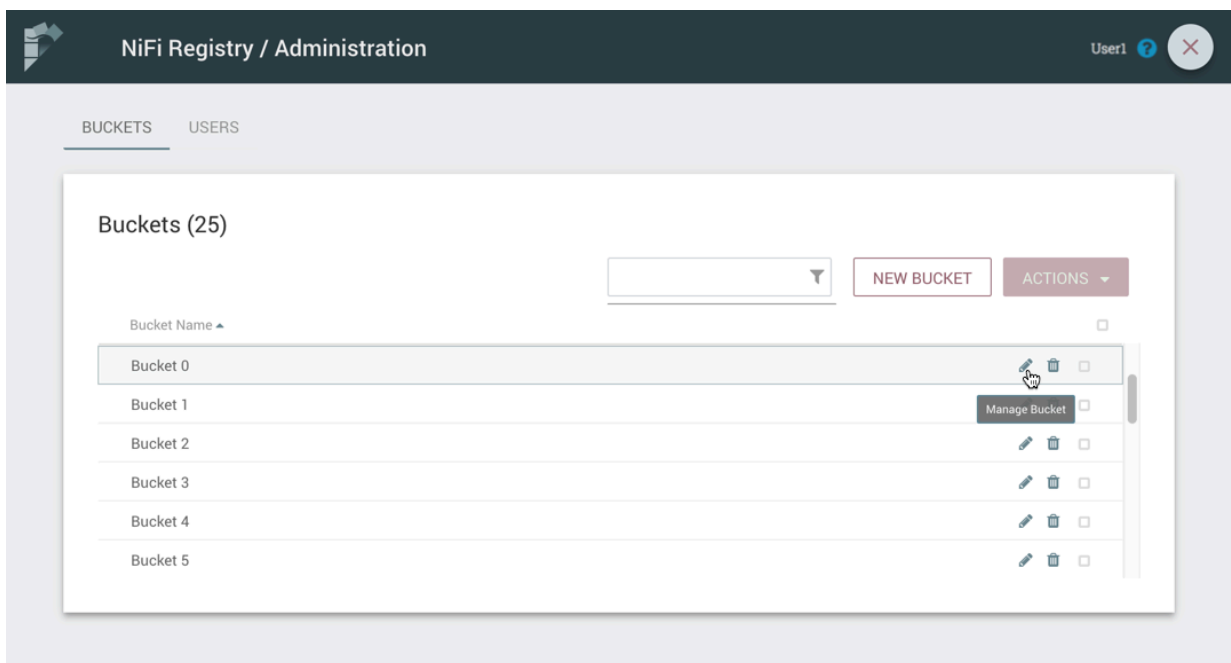 NiFi Registry / Administration
User1
BUCKETS USERS
Buckets (25)
NEW BUCKET ACTIONS
Bucket Name
Bucket 0
Bucket 1
Manage Bucket
Bucket 2
Bucket 3
Bucket 4
Bucket 5